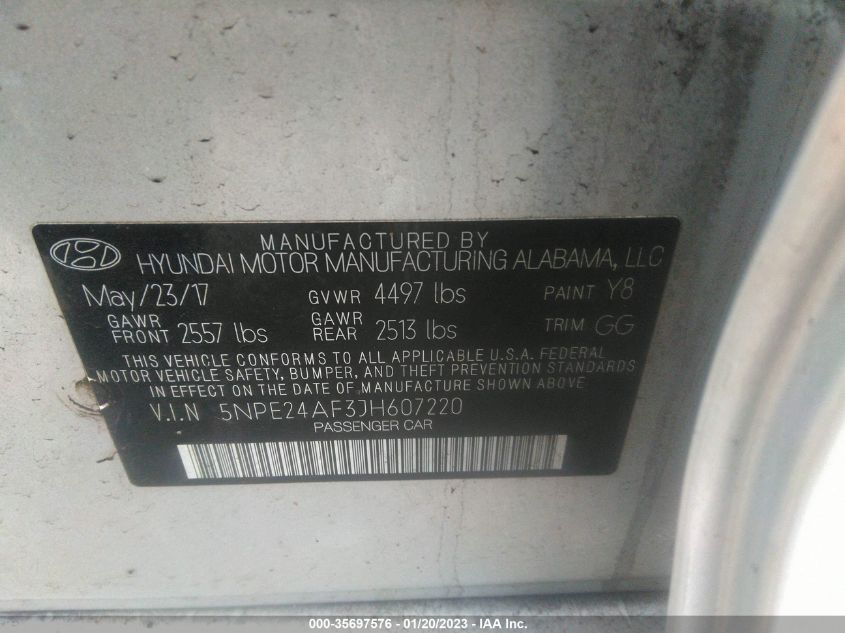 MANUFACTURED BY
HYUNDAI MOTOR MANUFACTURING ALABAMA, LLC
May/23/17 GVWR 4497 lbs PAINT Y8
GAWR FRONT 2557 lbs GAWR REAR 2513 lbs TRIM GG
THIS VEHICLE CONFORMS TO ALL APPLICABLE U.S.A. FEDERAL
MOTOR VEHICLE SAFETY, BUMPER, AND THEFT PREVENTION STANDARDS
IN EFFECT ON THE DATE OF MANUFACTURE SHOWN ABOVE
V.I.N 5NPE24AF3JH607220
PASSENGER CAR
000-35697576 - 01/20/2023 - IAA Inc.